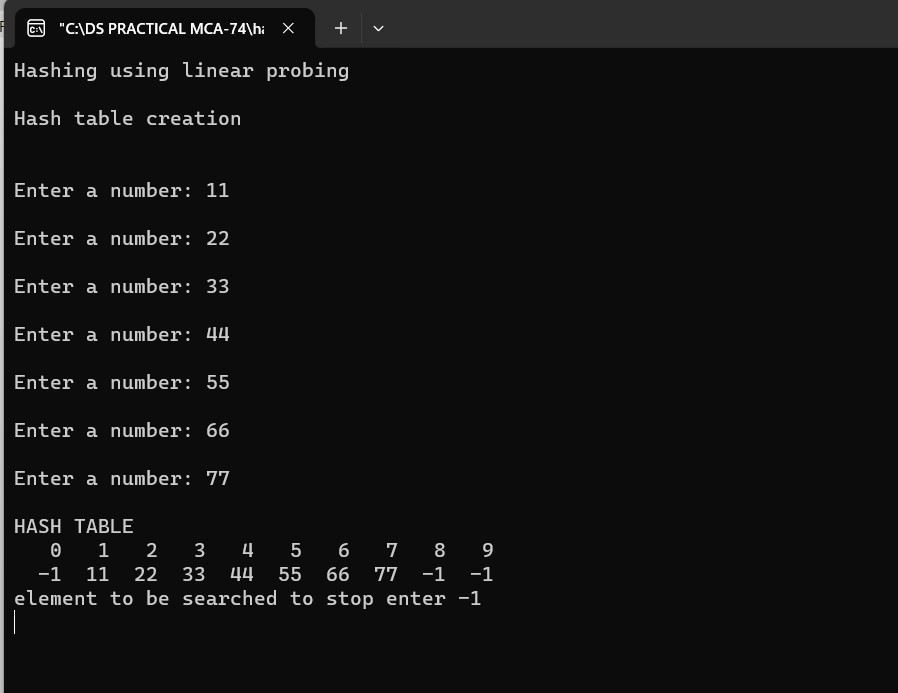 "C:\DS PRACTICAL MCA-74\ha
Hashing using linear probing
Hash table creation
Enter a number: 11
Enter a number: 22
Enter a number: 33
Enter a number: 44
Enter a number: 55
Enter a number: 66
Enter a number: 77
HASH TABLE
0 1 2 3 4 5 6 7 8 9
-1 11 22 33 44 55 66 77 -1 -1
element to be searched to stop enter -1